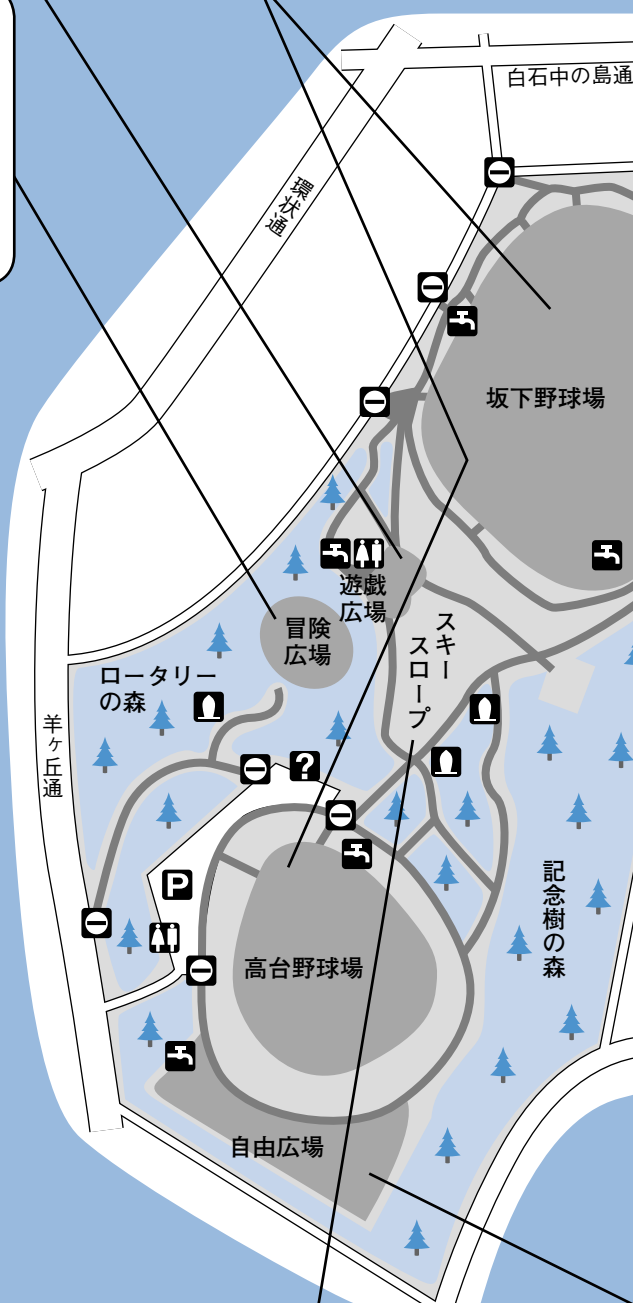 白石中の島通
環状通
坂下野球場
遊戯
広場
冒険
広場
スキー
スロープ
ロータリー
の森
羊ヶ丘通
?
P
記念樹の森
高台野球場
自由広場